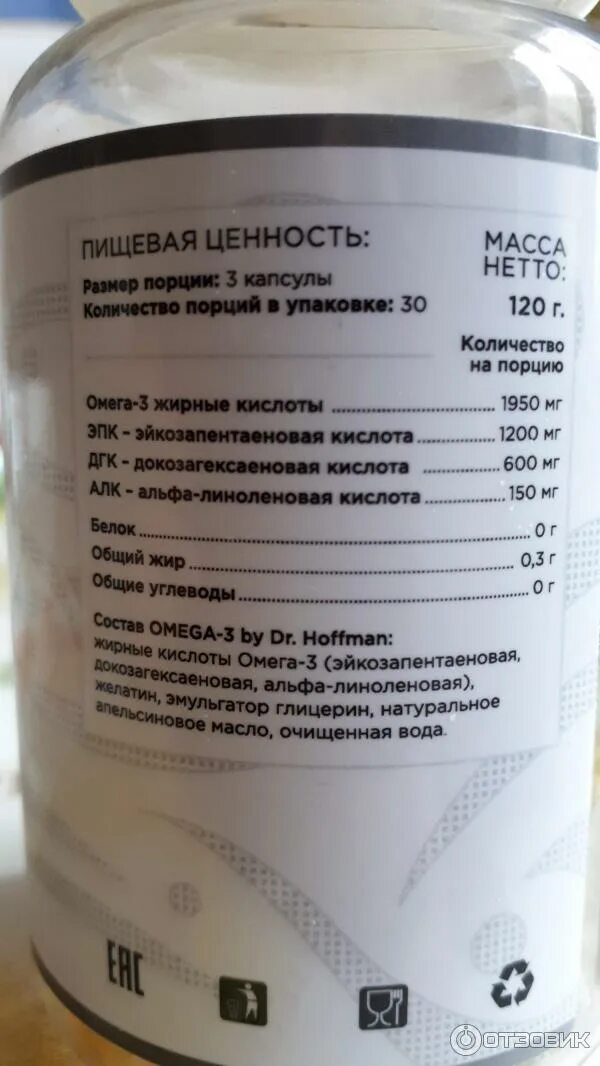 ПИЩЕВАЯ ЦЕННОСТЬ:
Размер порции: 3 капсулы
Количество порций в упаковке: 30
МАССА
НЕТТО:
120 г.
Количество
на порцию
Омега-3 жирные кислоты 1950 мг
ЭПК - эйкозапентаеновая кислота 1200 мг
ДГК - докозагексаеновая кислота 600 мг
АЛК - альфа-линоленовая кислота 150 мг
Белок 0 г
Общий жир 0,3 г
Общие углеводы 0 г
Состав OMEGA-3 by Dr. Hoffman:
жирные кислоты Омега-3 (эйкозапентаеновая,
докозагексаеновая, альфа-линоленовая),
желатин, эмульгатор глицерин, натуральное
апельсиновое масло, очищенная вода.
EAC
ОТЗОВИК